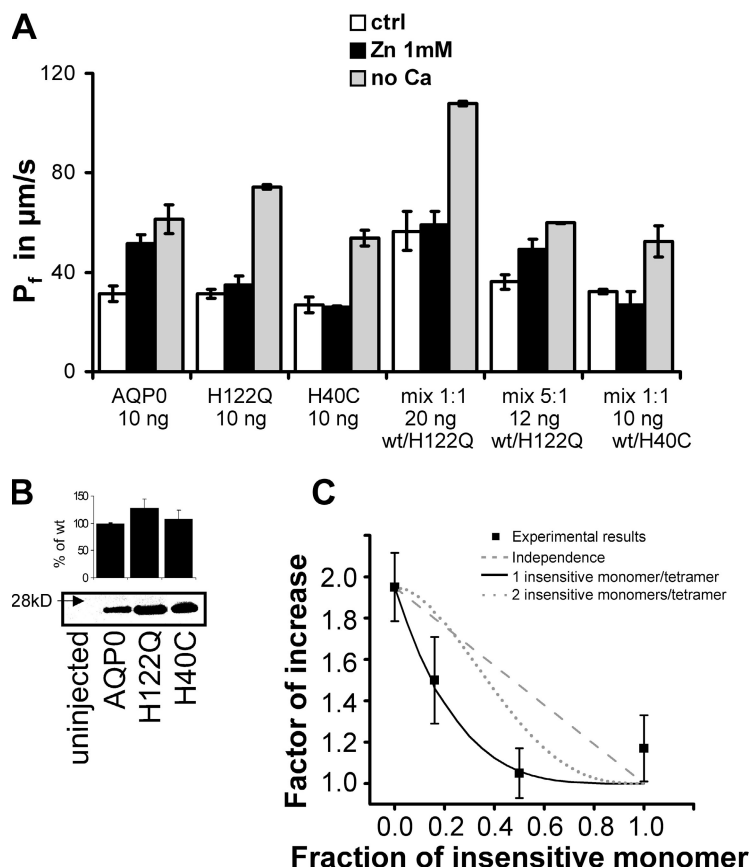 A
ctrl
Zn 1mM
no Ca
Pf in µm/s
120
80
40
0
AQP0
10 ng
H122Q
10 ng
H40C
10 ng
mix 1:1
20 ng
wt/H122Q
mix 5:1
12 ng
wt/H122Q
mix 1:1
10 ng
wt/H40C
B
% of wt
150
100
50
0
28kD
uninjected
AQP0
H122Q
H40C
C
Experimental results
Independence
1 insensitive monomer/tetramer
2 insensitive monomers/tetramer
Factor of increase
2.0
1.8
1.6
1.4
1.2
1.0
0.0 0.2 0.4 0.6 0.8 1.0
Fraction of insensitive monomer